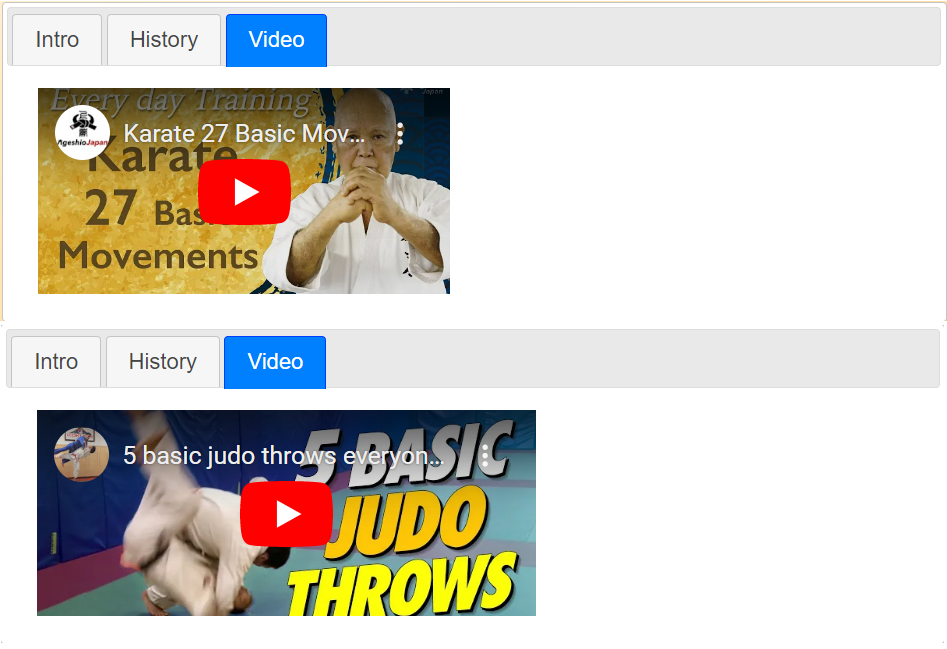 Intro
History
Video
Every day Training
Japan
AgeshioJapan
Karate 27 Basic Mov...
Karate
27 Bas
Movements
Intro
History
Video
5 basic judo throws everyon...
5 BASIC
JUDO
THROWS